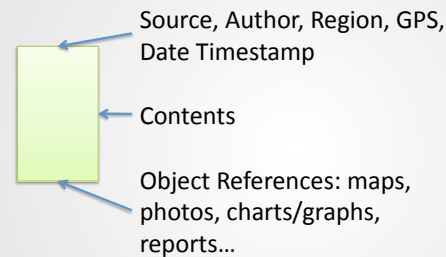 Source, Author, Region, GPS,
Date Timestamp
Contents
Object References: maps,
photos, charts/graphs,
reports…